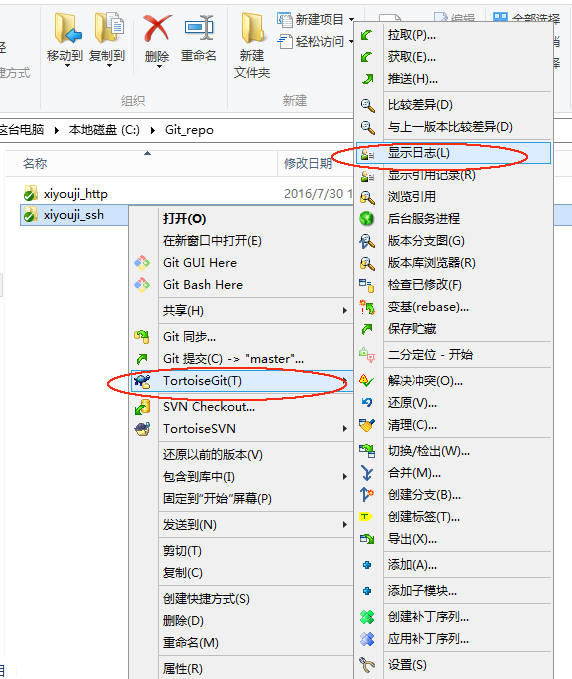 移动到
复制到
删除
重命名
新建
文件夹
新建项目
轻松访问
编辑
全部选择
组织
新建
这台电脑 本地磁盘 (C:) Git_repo
名称
修改日期
xiyouji_http
2016/7/30 1
xiyouji_ssh
打开(O)
在新窗口中打开(E)
Git GUI Here
Git Bash Here
共享(H)
Git 同步...
Git 提交(C) -> "master"...
TortoiseGit(T)
SVN Checkout...
TortoiseSVN
还原以前的版本(V)
包含到库中(I)
固定到"开始"屏幕(P)
发送到(N)
剪切(T)
复制(C)
创建快捷方式(S)
删除(D)
重命名(M)
属性(R)
拉取(P)...
获取(E)...
推送(H)...
比较差异(D)
与上一版本比较差异(D)
显示日志(L)
显示引用记录(R)
浏览引用
后台服务进程
版本分支图(G)
版本库浏览器(R)
检查已修改(F)
变基(rebase)...
保存贮藏
二分定位 - 开始
解决冲突(O)...
还原(V)...
清理(C)...
切换/检出(W)...
合并(M)...
创建分支(B)...
创建标签(T)...
导出(X)...
添加(A)...
添加子模块...
创建补丁序列...
应用补丁序列...
设置(S)